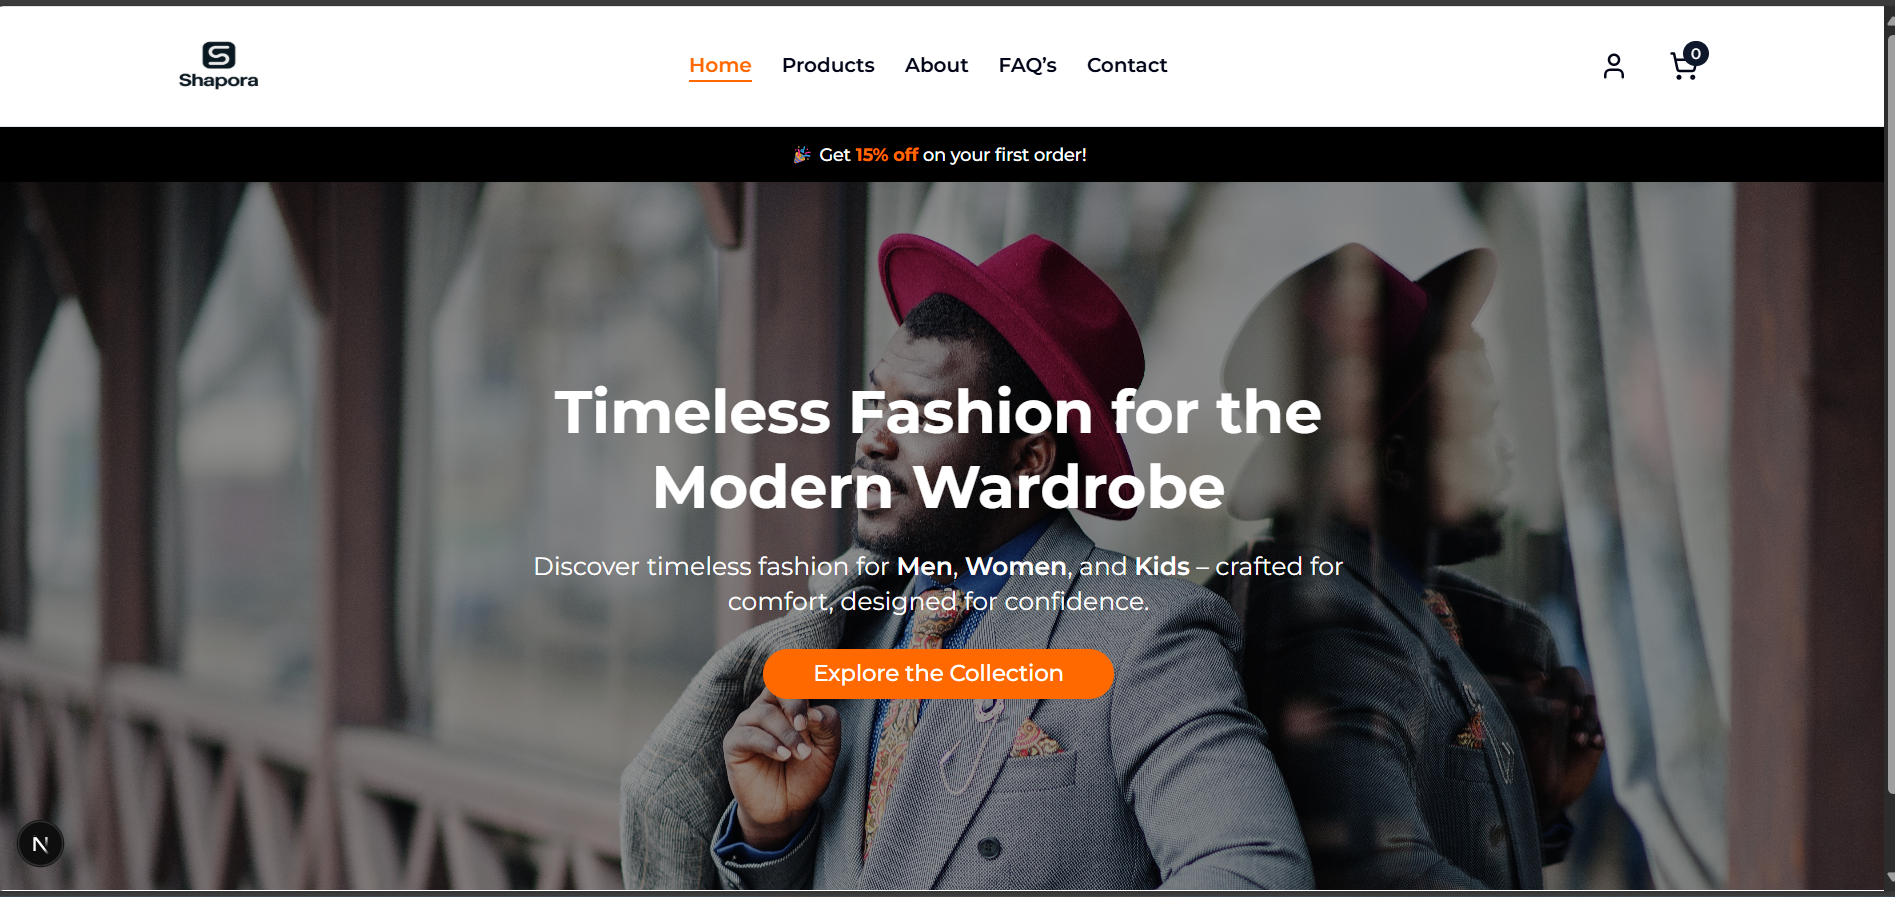 S
Shapora
Home Products About FAQ’s Contact
0
🎉 Get 15% off on your first order!
Timeless Fashion for the
Modern Wardrobe
Discover timeless fashion for Men, Women, and Kids – crafted for
comfort, designed for confidence.
Explore the Collection
N